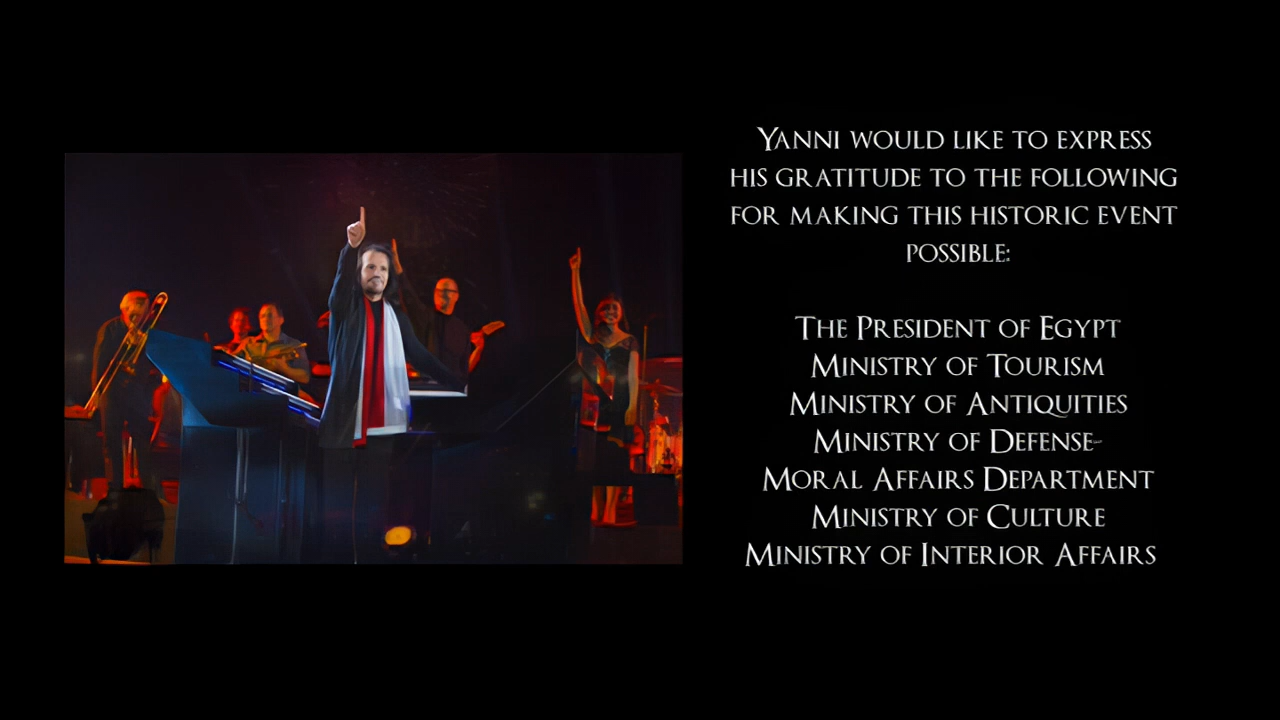 Yanni would like to express
his gratitude to the following
for making this historic event
possible:
The President of Egypt
Ministry of Tourism
Ministry of Antiquities
Ministry of Defense-
Moral Affairs Department
Ministry of Culture
Ministry of Interior Affairs